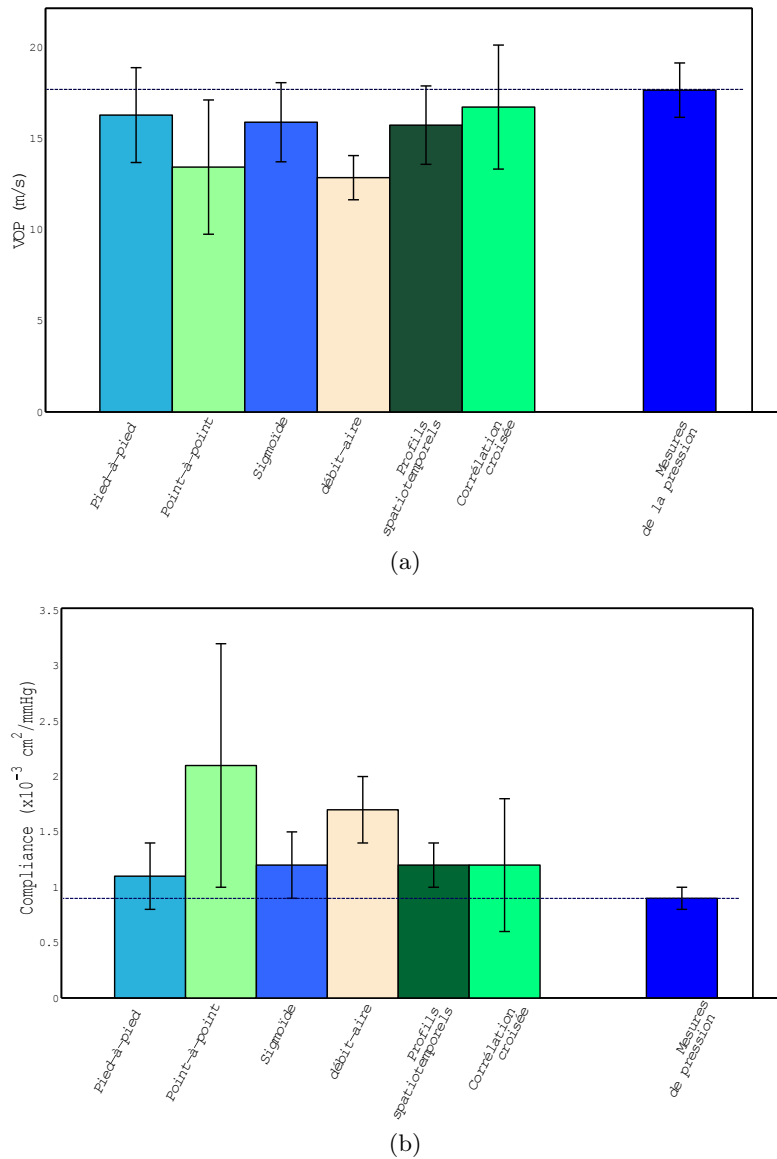 20
15
10
5
0
VOP (m/s)
Pied-à-pied
Point-à-point
Sigmoïde
débit-aire
Profils
spatiotemporels
Corrélation
croisée
Mesures
de la pression
(a)
3.5
3
2.5
2
1.5
1
0.5
0
Compliance (x10⁻³ cm²/mmHg)
Pied-à-pied
Point-à-point
Sigmoïde
débit-aire
Profils
spatiotemporels
Corrélation
croisée
Mesures
de pression
(b)